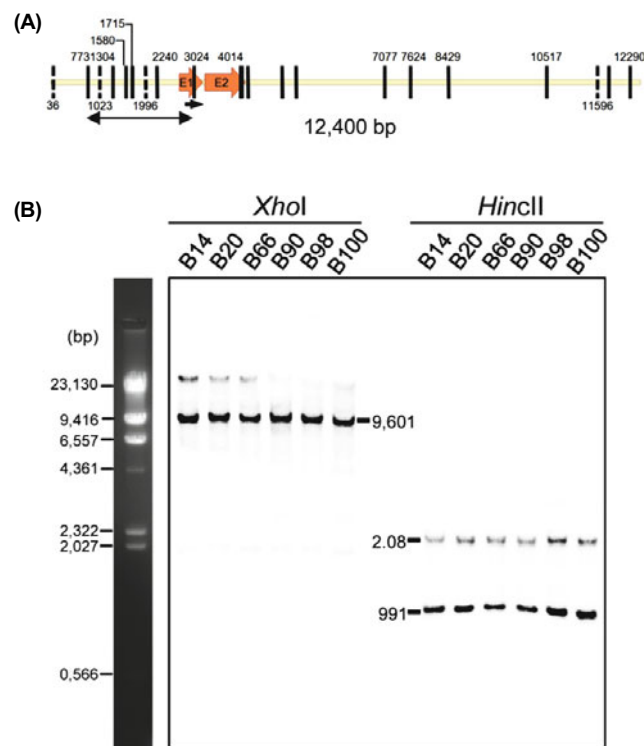 (A)
1715
1580
7731304
2240
3024
4014
7077
7624
8429
10517
12290
E1
E2
36
1023
1996
11596
12,400 bp
(B)
XhoI
HincII
B14
B20
B66
B90
B98
B100
B14
B20
B66
B90
B98
B100
(bp)
23,130
9,416
6,557
4,361
2,322
2,027
0,566
9,601
2.08
991